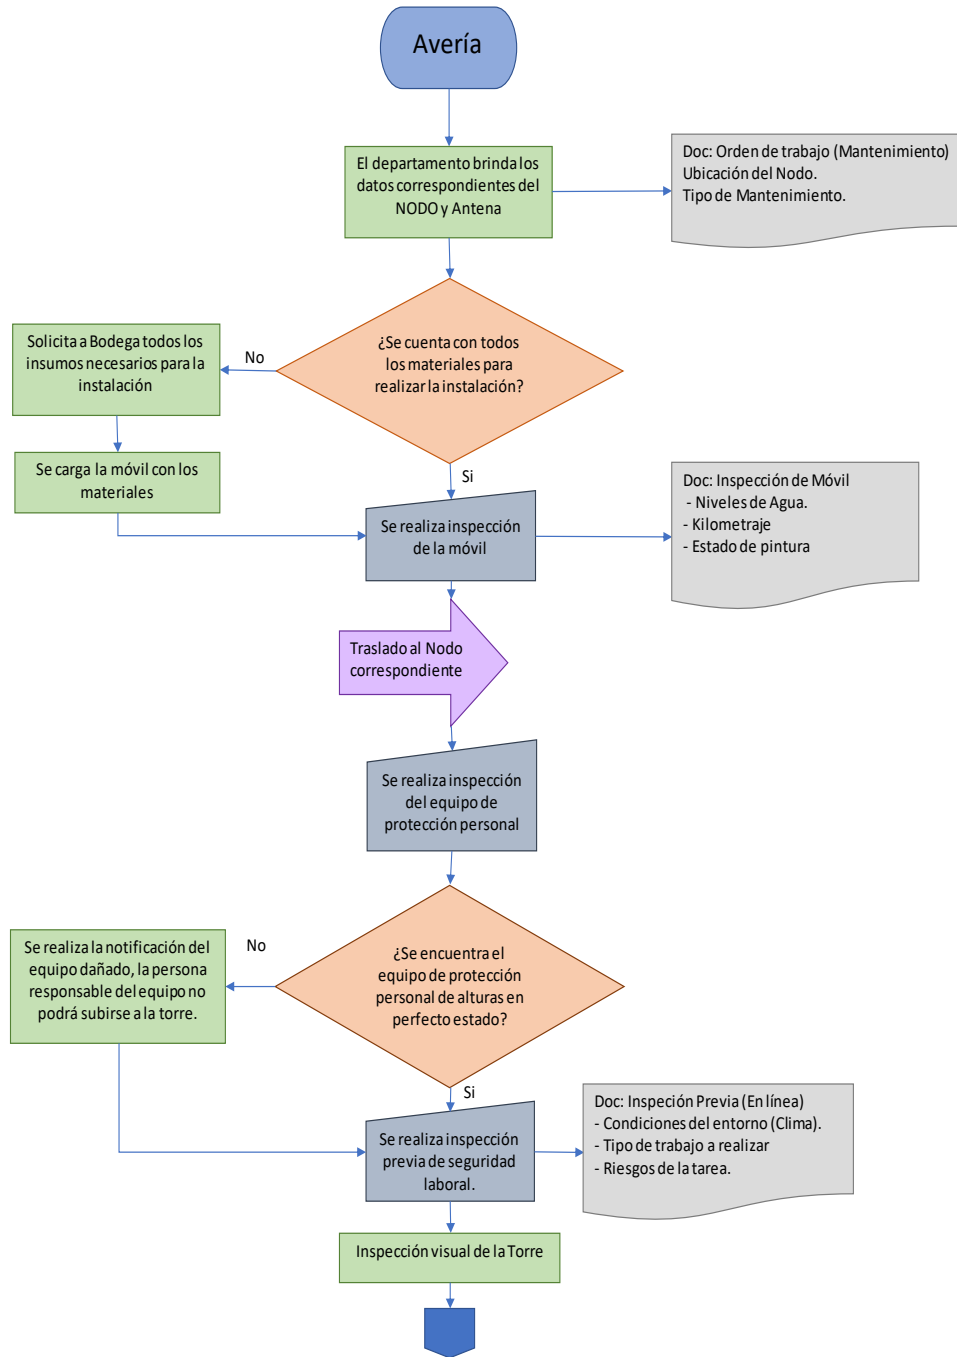 Avería
El departamento brinda los
datos correspondientes del
NODO y Antena
Doc: Orden de trabajo (Mantenimiento)
Ubicación del Nodo.
Tipo de Mantenimiento.
¿Se cuenta con todos
los materiales para
realizar la instalación?
No
Solicita a Bodega todos los
insumos necesarios para la
instalación
Se carga la móvil con los
materiales
Si
Se realiza inspección
de la móvil
Doc: Inspección de Móvil
- Niveles de Agua.
- Kilometraje
- Estado de pintura
Traslado al Nodo
correspondiente
Se realiza inspección
del equipo de
protección personal
¿Se encuentra el
equipo de protección
personal de alturas en
perfecto estado?
No
Se realiza la notificación del
equipo dañado, la persona
responsable del equipo no
podrá subirse a la torre.
Si
Se realiza inspección
previa de seguridad
laboral.
Doc: Inspeción Previa (En línea)
- Condiciones del entorno (Clima).
- Tipo de trabajo a realizar
- Riesgos de la tarea.
Inspección visual de la Torre